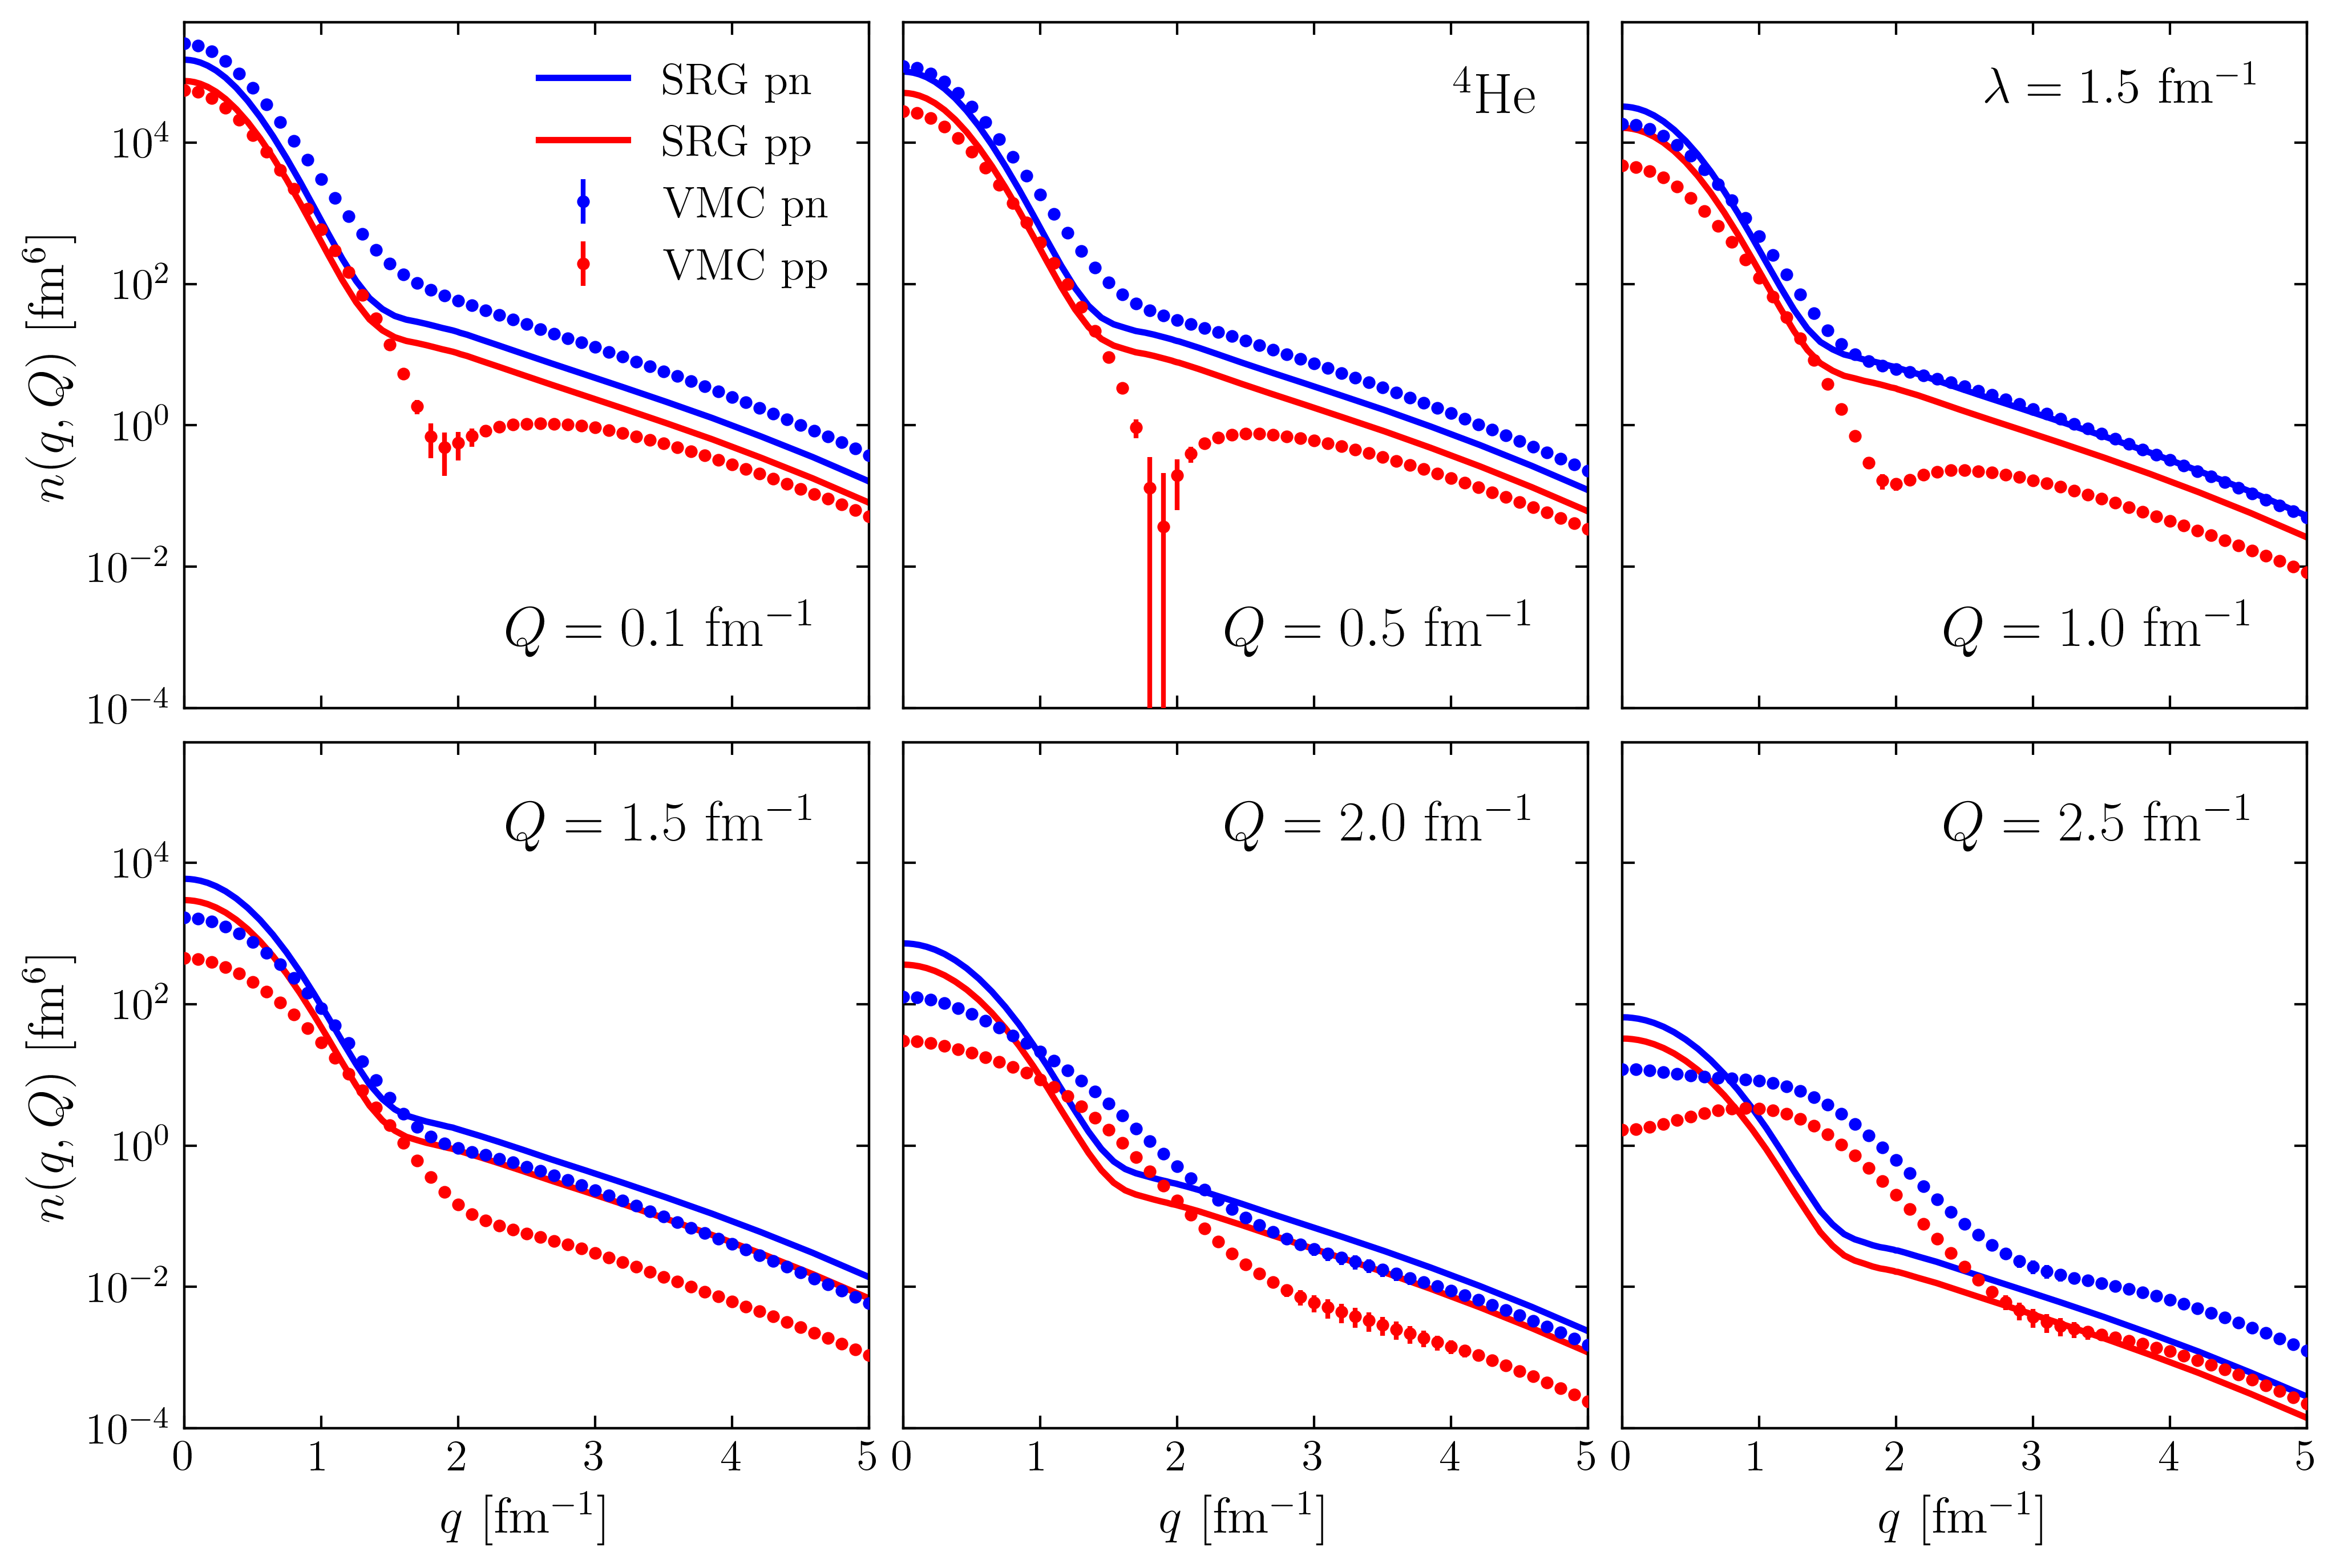 SRG pn
SRG pp
VMC pn
VMC pp
⁴He
λ = 1.5 fm⁻¹
10⁴
10²
10⁰
10⁻²
10⁻⁴
n(q, Q) [fm⁶]
Q = 0.1 fm⁻¹
Q = 0.5 fm⁻¹
Q = 1.0 fm⁻¹
Q = 1.5 fm⁻¹
Q = 2.0 fm⁻¹
Q = 2.5 fm⁻¹
10⁴
10²
10⁰
10⁻²
10⁻⁴
n(q, Q) [fm⁶]
0 1 2 3 4 5
0 1 2 3 4 5
0 1 2 3 4 5
q [fm⁻¹]
q [fm⁻¹]
q [fm⁻¹]